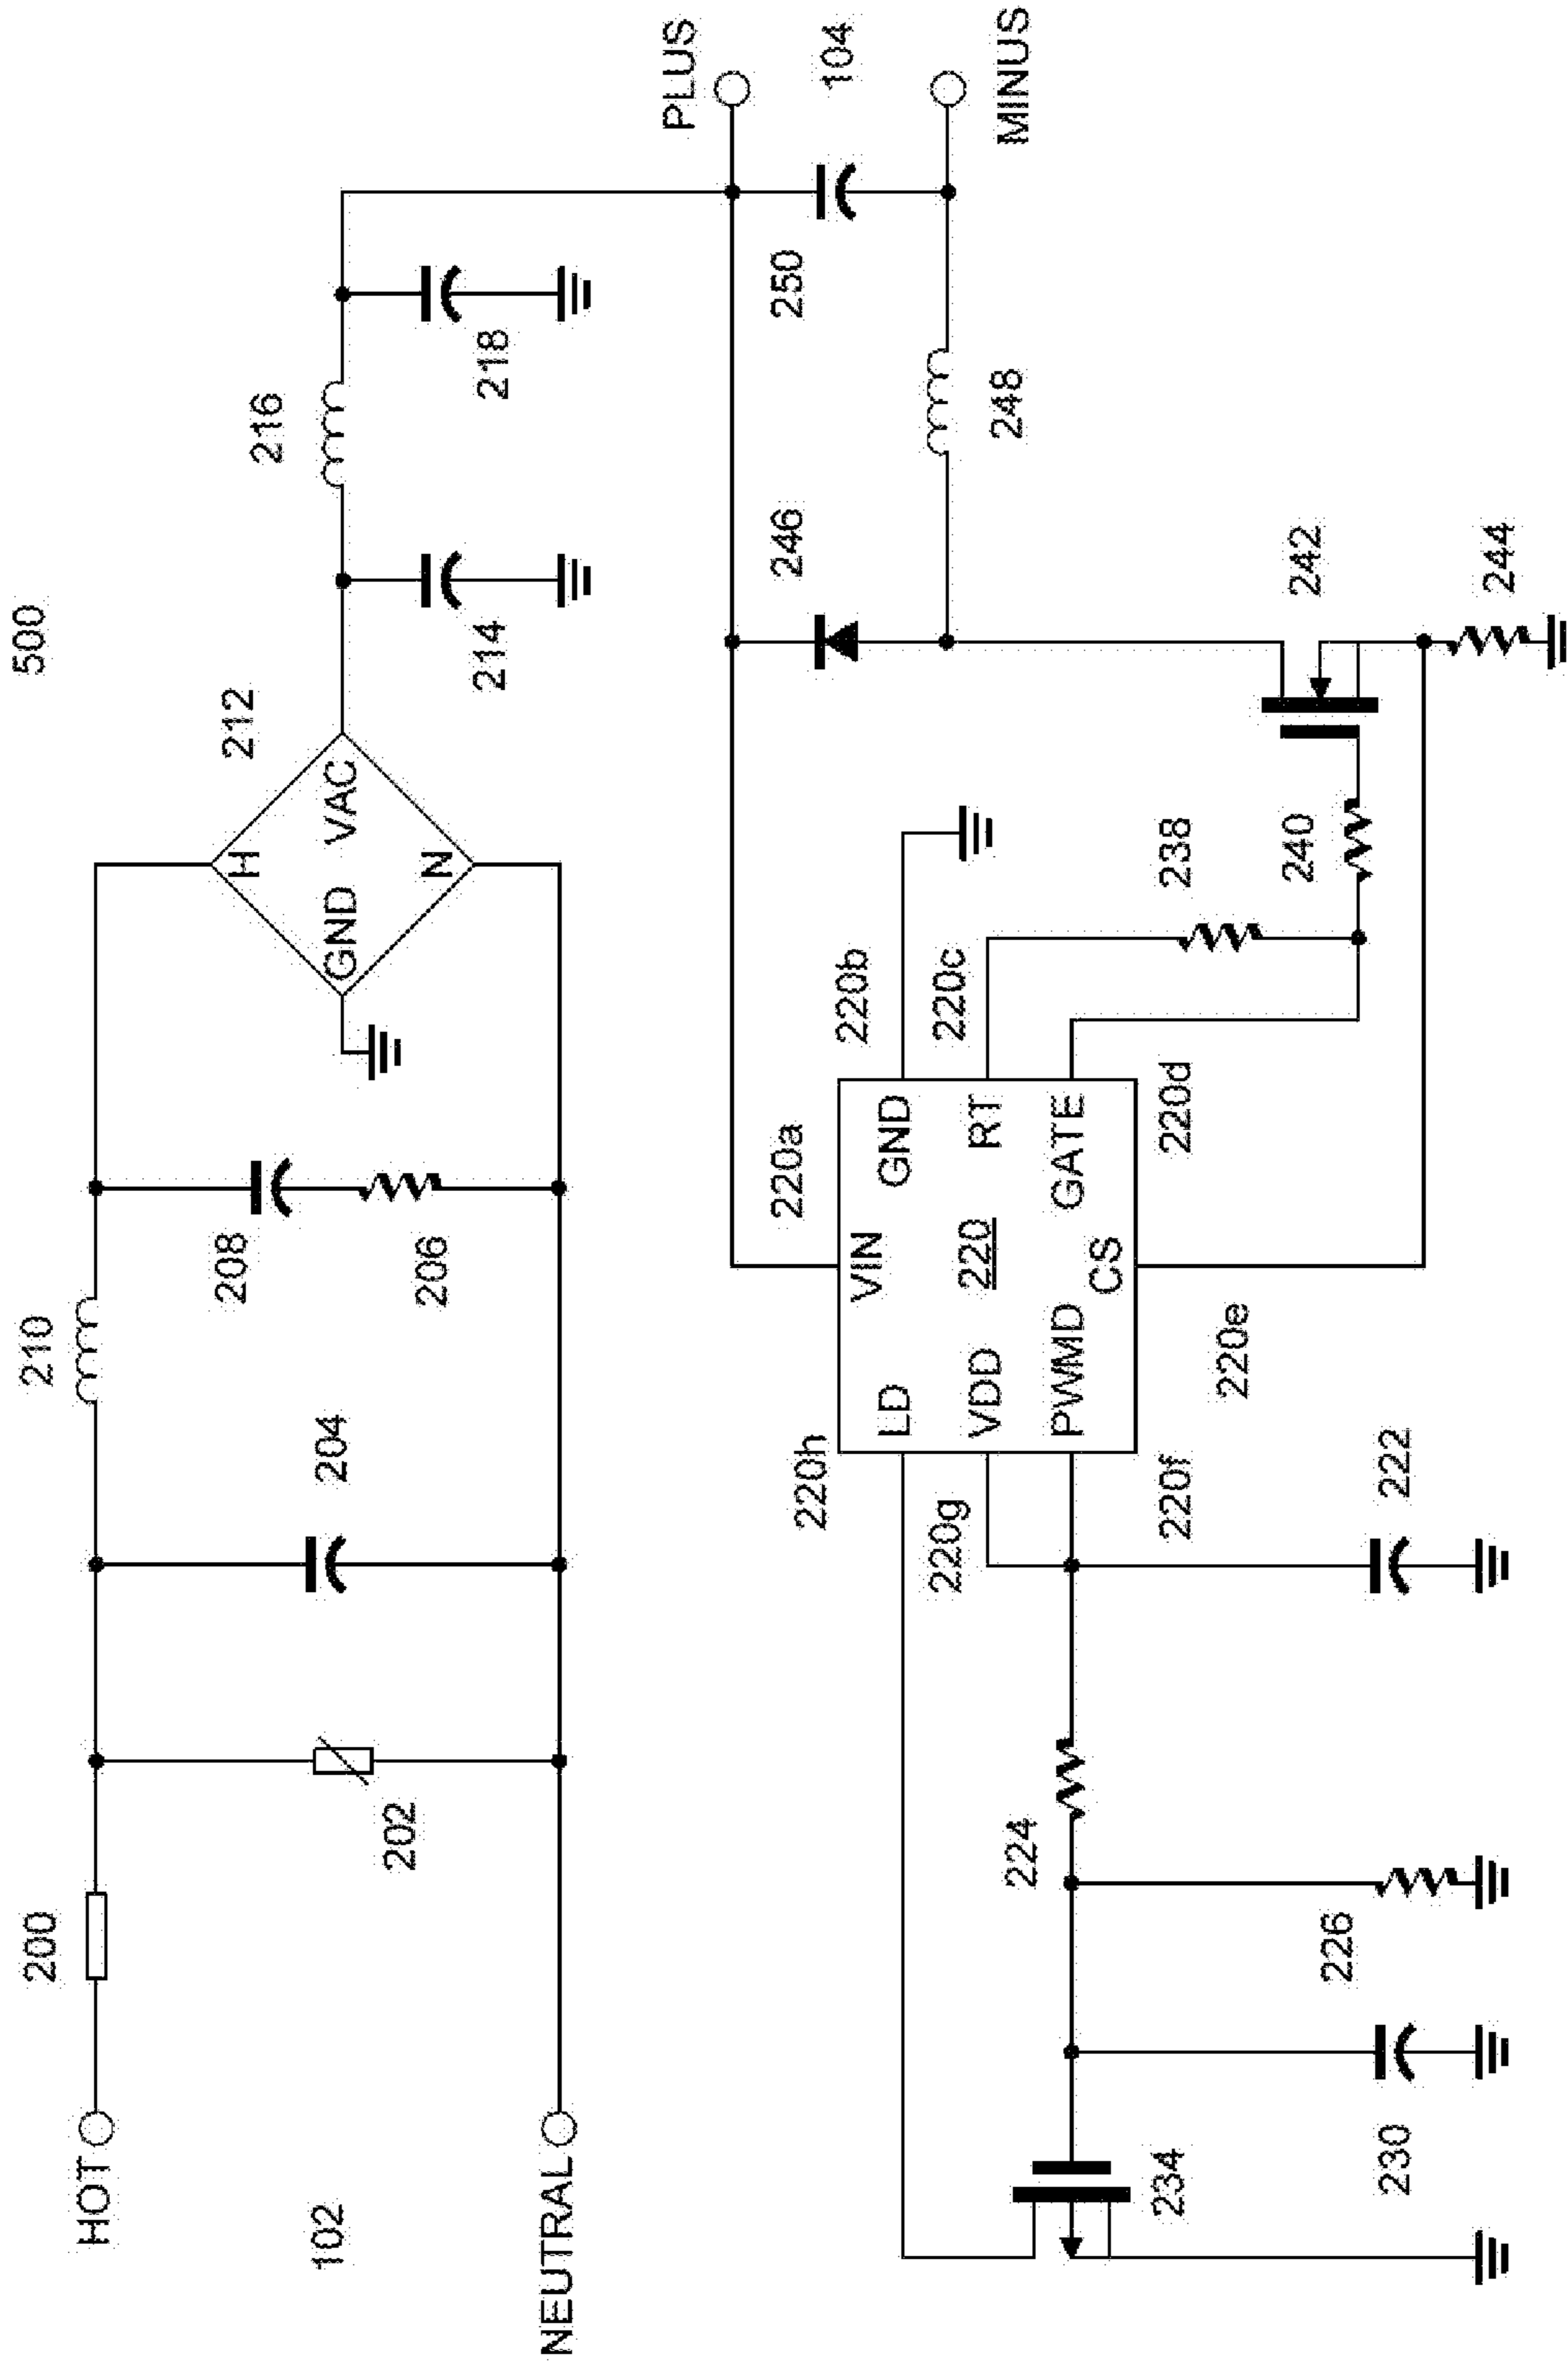 500
HOT
200
210
212
216
H
GND
VAC
N
204
208
206
202
214
218
102
NEUTRAL
PLUS
104
MINUS
250
246
248
220h
220a
220b
220c
220g
LD
VIN
GND
VDD
220
RT
PWMD
CS
GATE
220f
220e
220d
224
238
240
242
244
234
230
226
222